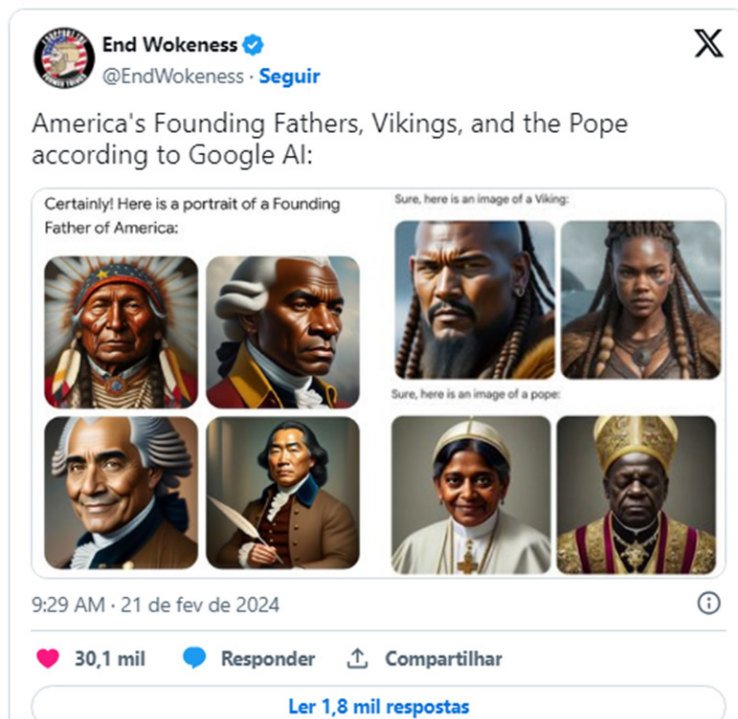 End Wokeness
@EndWokeness · Seguir
America's Founding Fathers, Vikings, and the Pope
according to Google AI:
Certainly! Here is a portrait of a Founding
Father of America:
Sure, here is an image of a Viking:
Sure, here is an image of a pope:
9:29 AM · 21 de fev de 2024
30,1 mil Responder Compartilhar
Ler 1,8 mil respostas